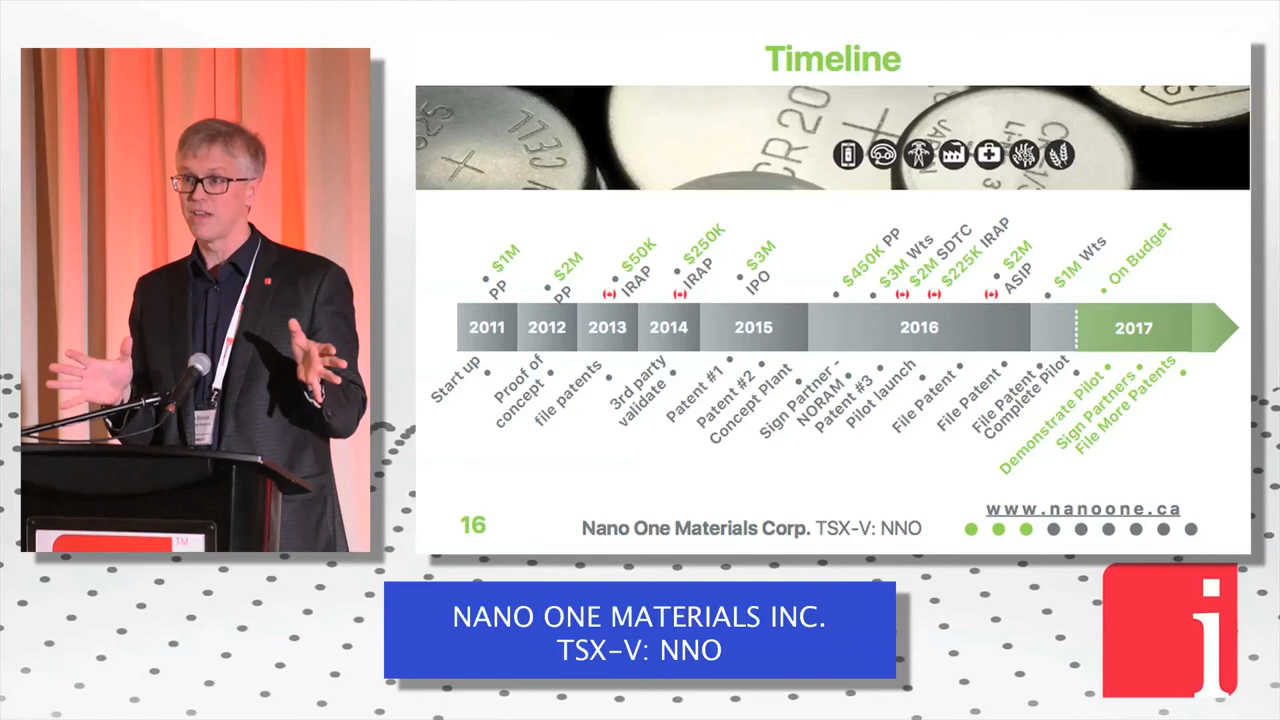 Timeline
CR20
$1M
PP
$2M
PP
$50K
IRAP
$250K
IRAP
$3M
IPO
$450K PP
$3M Wts
$2M SDTC
$225K IRAP
$2M
ASIP
$1M Wts
On Budget
2011 2012 2013 2014 2015 2016 2017
Start up
Proof of
concept
file patents
3rd party
validate
Patent #1
Patent #2
Concept Plant
Sign Partner -
NORAM
Patent #3
Pilot launch
File Patent
File Patent
File Patent
Complete Pilot
Demonstrate Pilot
Sign Partners
File More Patents
www.nanoone.ca
16 Nano One Materials Corp. TSX-V: NNO
TM
NANO ONE MATERIALS INC.
TSX-V: NNO
i